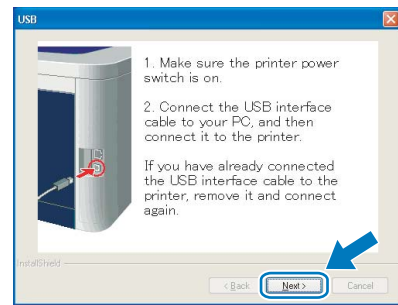 USB
1. Make sure the printer power
switch is on.
2. Connect the USB interface
cable to your PC, and then
connect it to the printer.
If you have already connected
the USB interface cable to the
printer, remove it and connect
again.
InstallShield
< Back
Next >
Cancel